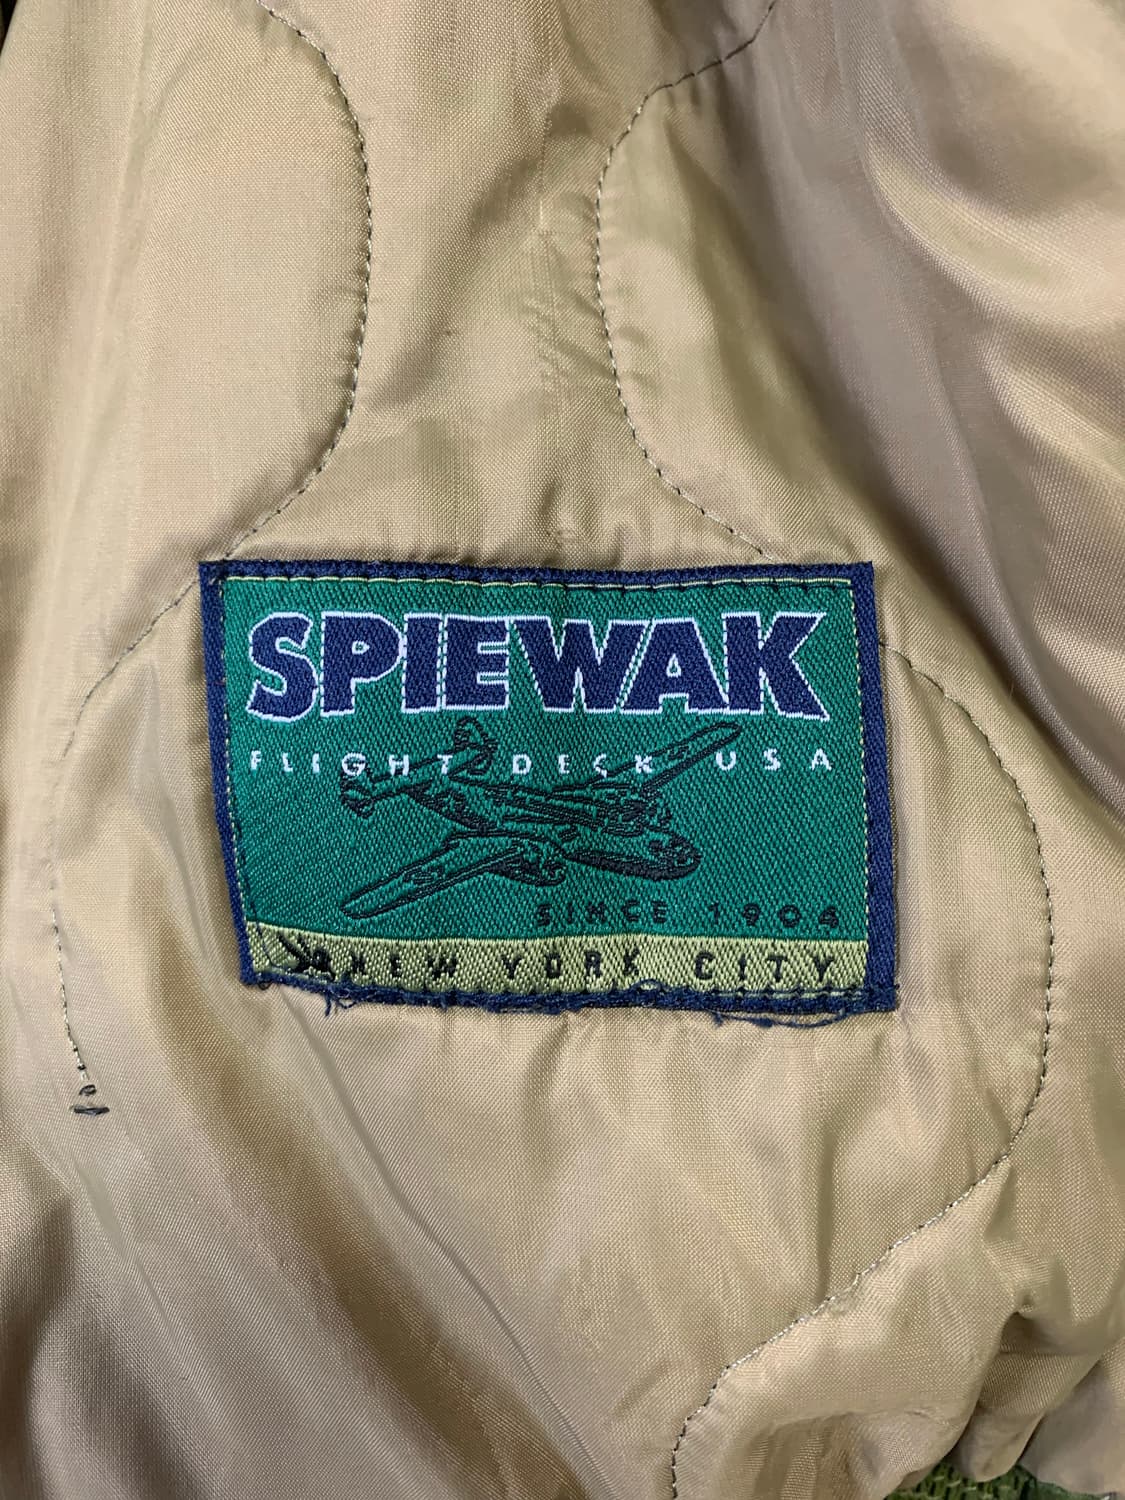 SPIEWAK
FLIGHT DECK USA
SINCE 1904
NEW YORK CITY